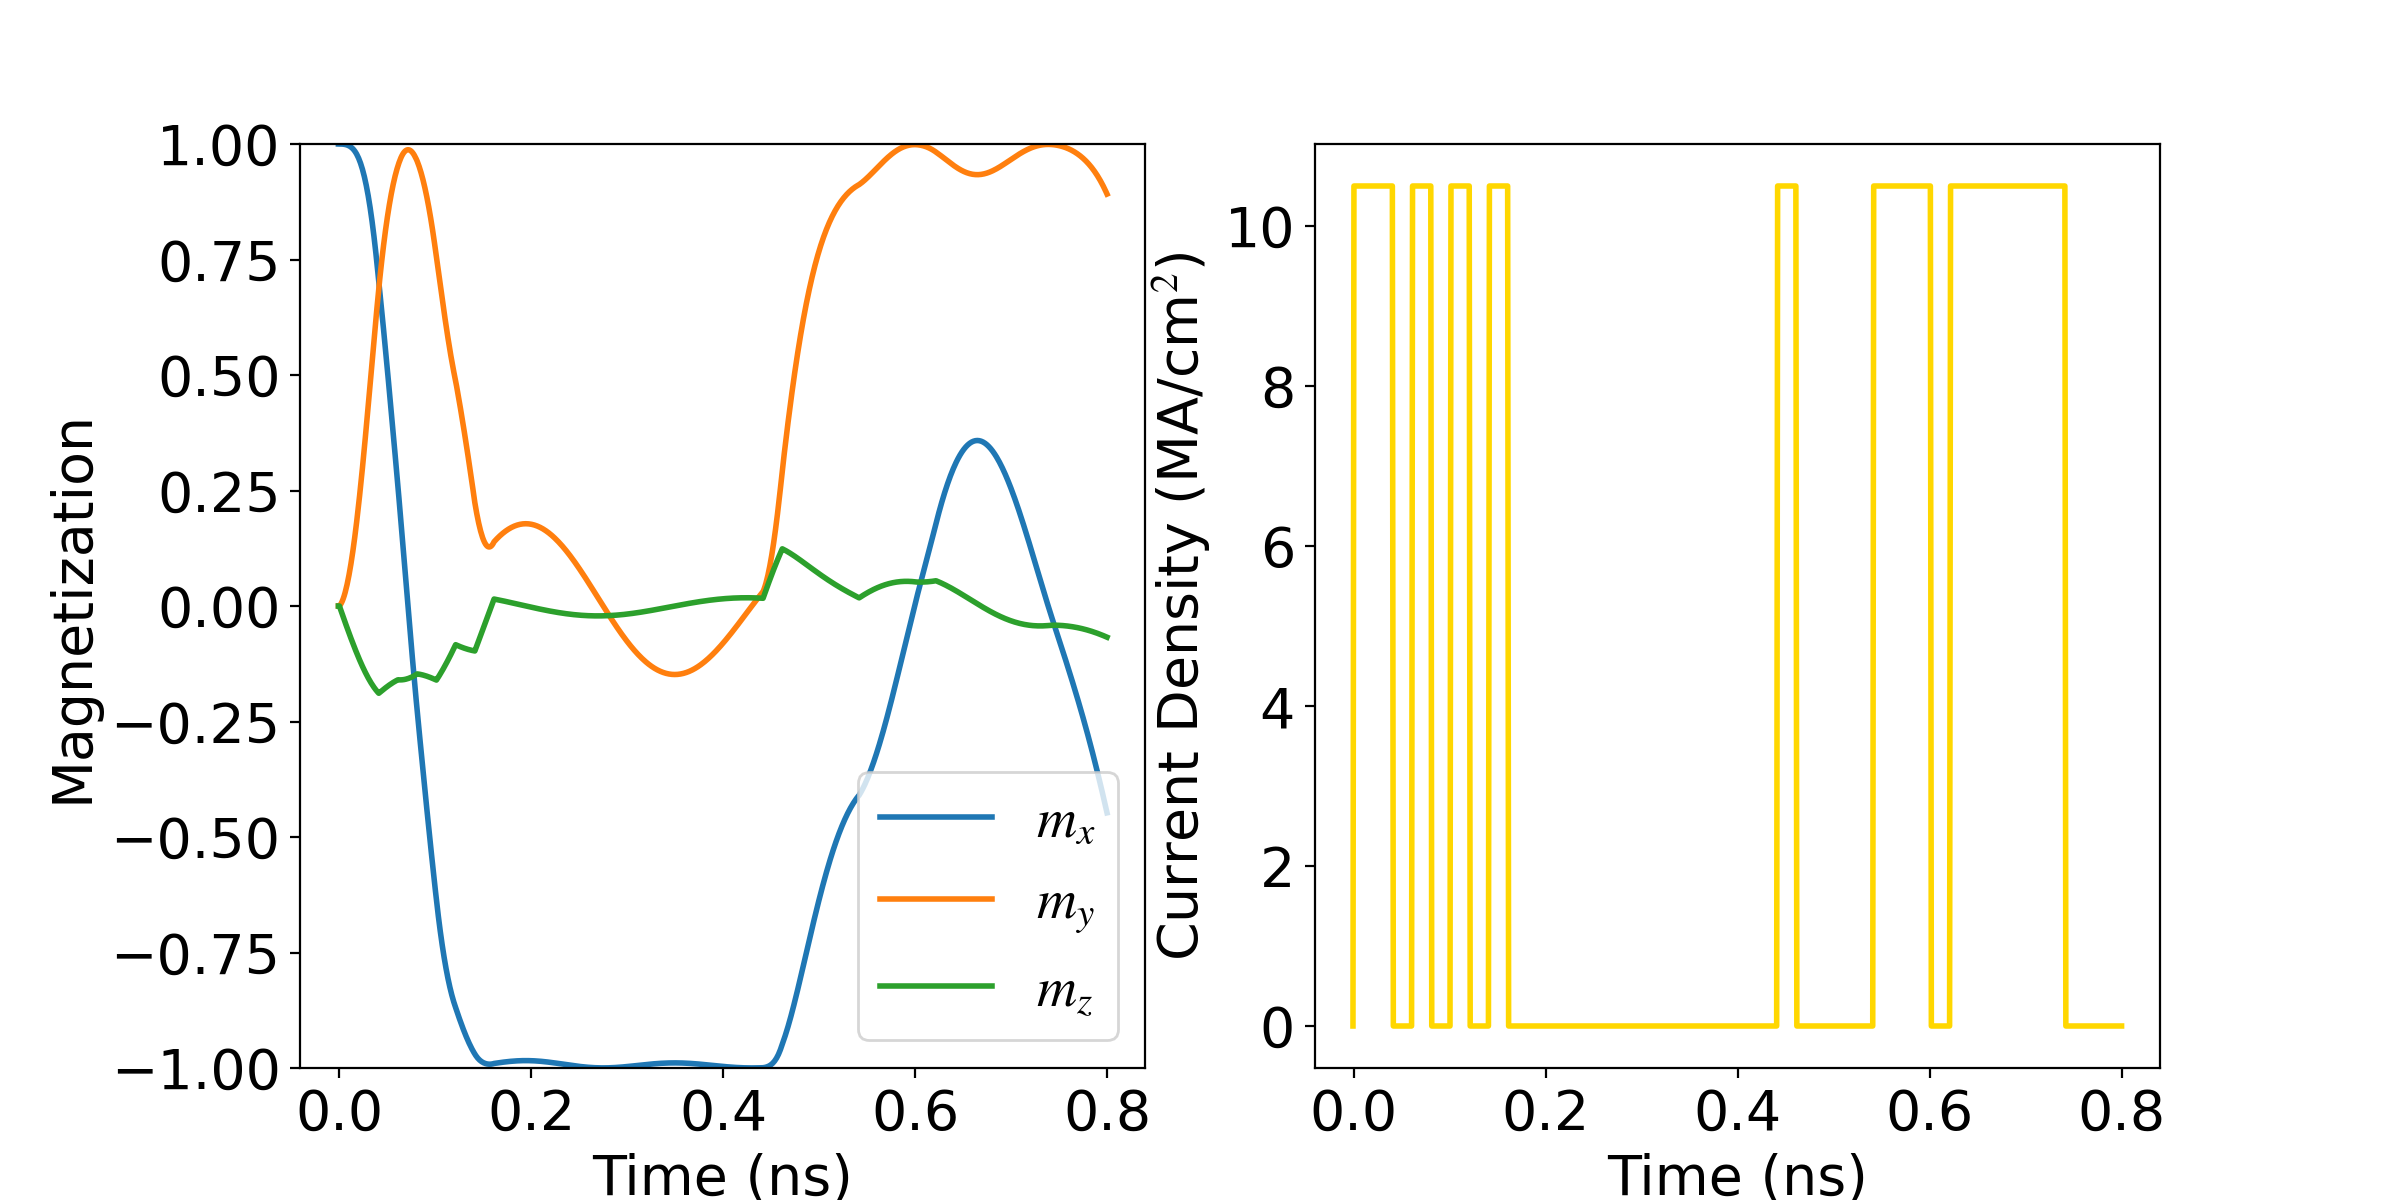 1.00
0.75
0.50
0.25
0.00
−0.25
−0.50
−0.75
−1.00
Magnetization
0.0 0.2 0.4 0.6 0.8
Time (ns)
m_x
m_y
m_z
10
8
6
4
2
0
Current Density (MA/cm²)
0.0 0.2 0.4 0.6 0.8
Time (ns)